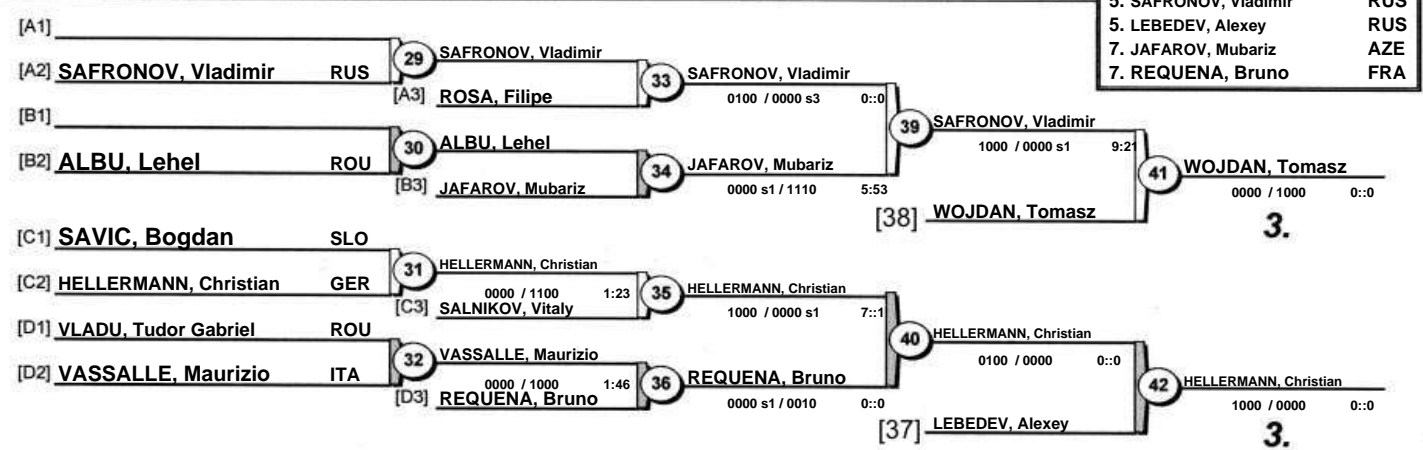 5. SAFRONOV, Vladimir RUS
5. LEBEDEV, Alexey RUS
7. JAFAROV, Mubariz AZE
7. REQUENA, Bruno FRA
[A1]
[A2] SAFRONOV, Vladimir RUS
29
SAFRONOV, Vladimir
[A3] ROSA, Filipe
33
SAFRONOV, Vladimir
0100 / 0000 s3 0::0
[B1]
[B2] ALBU, Lehel ROU
30
ALBU, Lehel
[B3] JAFAROV, Mubariz
34
JAFAROV, Mubariz
0000 s1 / 1110 5:53
39
SAFRONOV, Vladimir
1000 / 0000 s1 9:21
[38] WOJDAN, Tomasz
41
WOJDAN, Tomasz
0000 / 1000 0::0
3.
[C1] SAVIC, Bogdan SLO
[C2] HELLERMANN, Christian GER
31
HELLERMANN, Christian
0000 / 1100 1:23
[C3] SALNIKOV, Vitaly
35
HELLERMANN, Christian
1000 / 0000 s1 7::1
[D1] VLADU, Tudor Gabriel ROU
[D2] VASSALLE, Maurizio ITA
32
VASSALLE, Maurizio
0000 / 1000 1:46
[D3] REQUENA, Bruno
36
REQUENA, Bruno
0000 s1 / 0010 0::0
40
HELLERMANN, Christian
0100 / 0000 0::0
[37] LEBEDEV, Alexey
42
HELLERMANN, Christian
1000 / 0000 0::0
3.